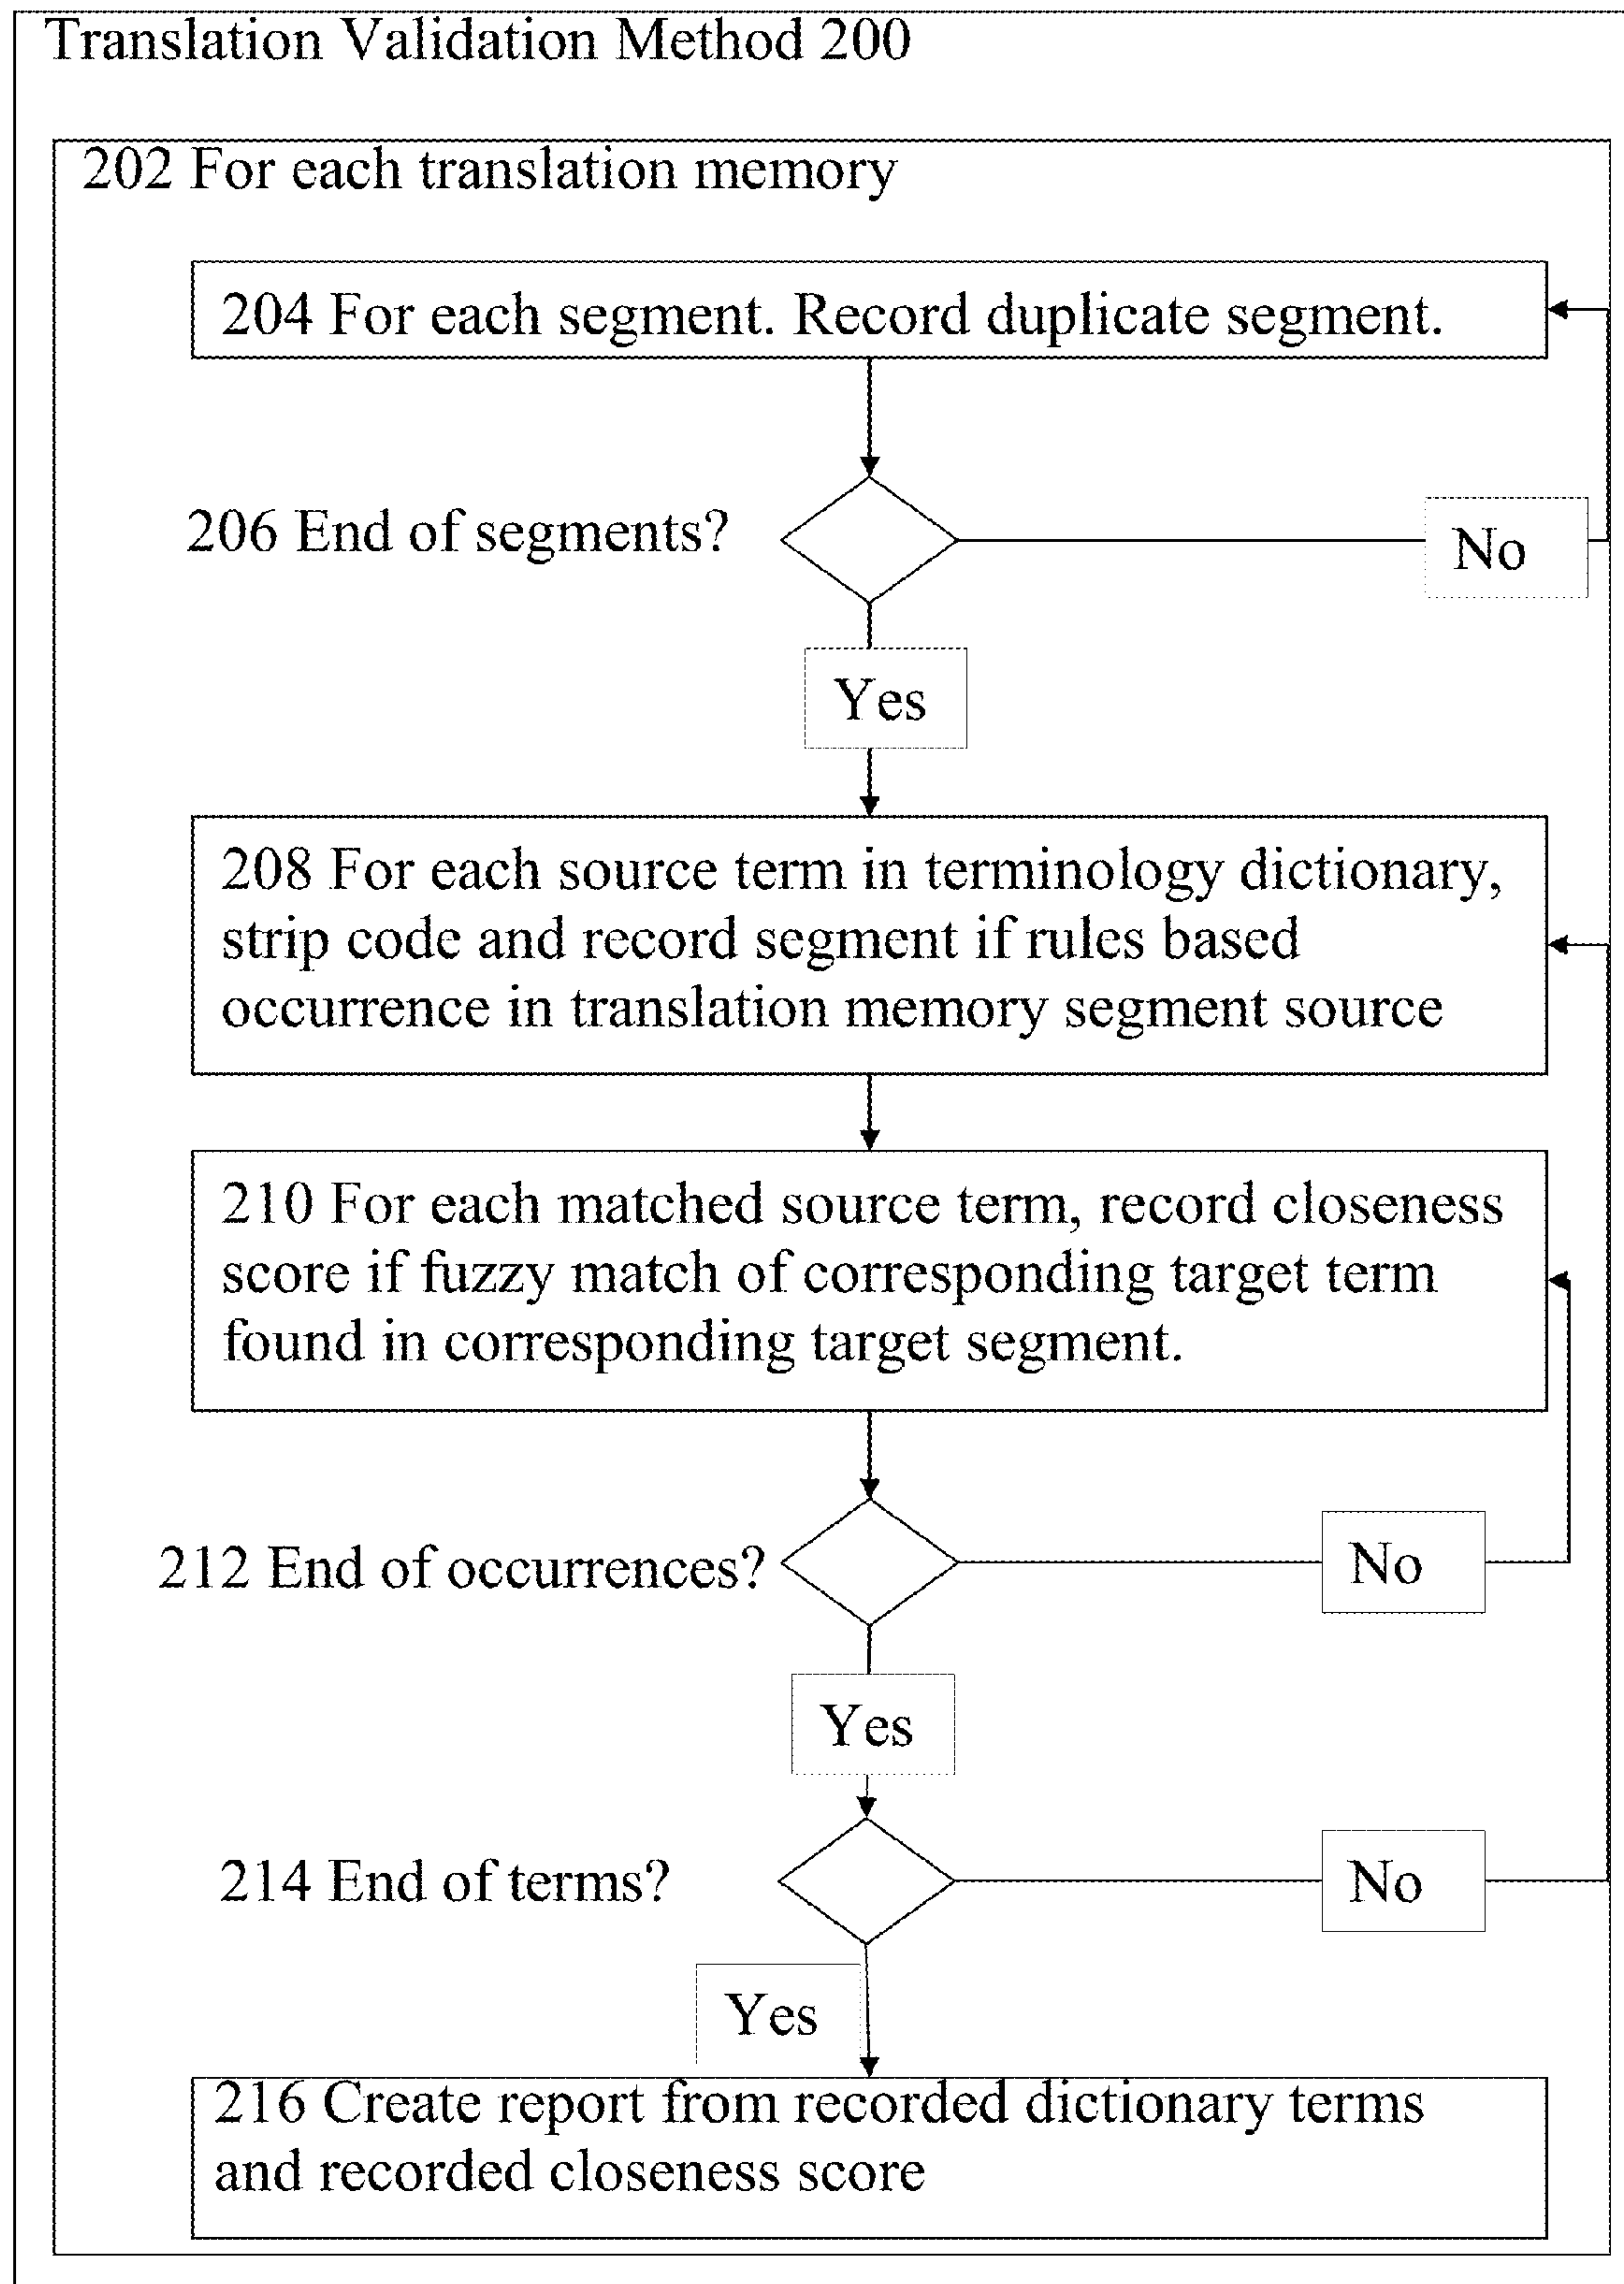 Translation Validation Method 200
202 For each translation memory
204 For each segment. Record duplicate segment.
206 End of segments?
No
Yes
208 For each source term in terminology dictionary,
strip code and record segment if rules based
occurrence in translation memory segment source
210 For each matched source term, record closeness
score if fuzzy match of corresponding target term
found in corresponding target segment.
212 End of occurrences?
No
Yes
214 End of terms?
No
Yes
216 Create report from recorded dictionary terms
and recorded closeness score